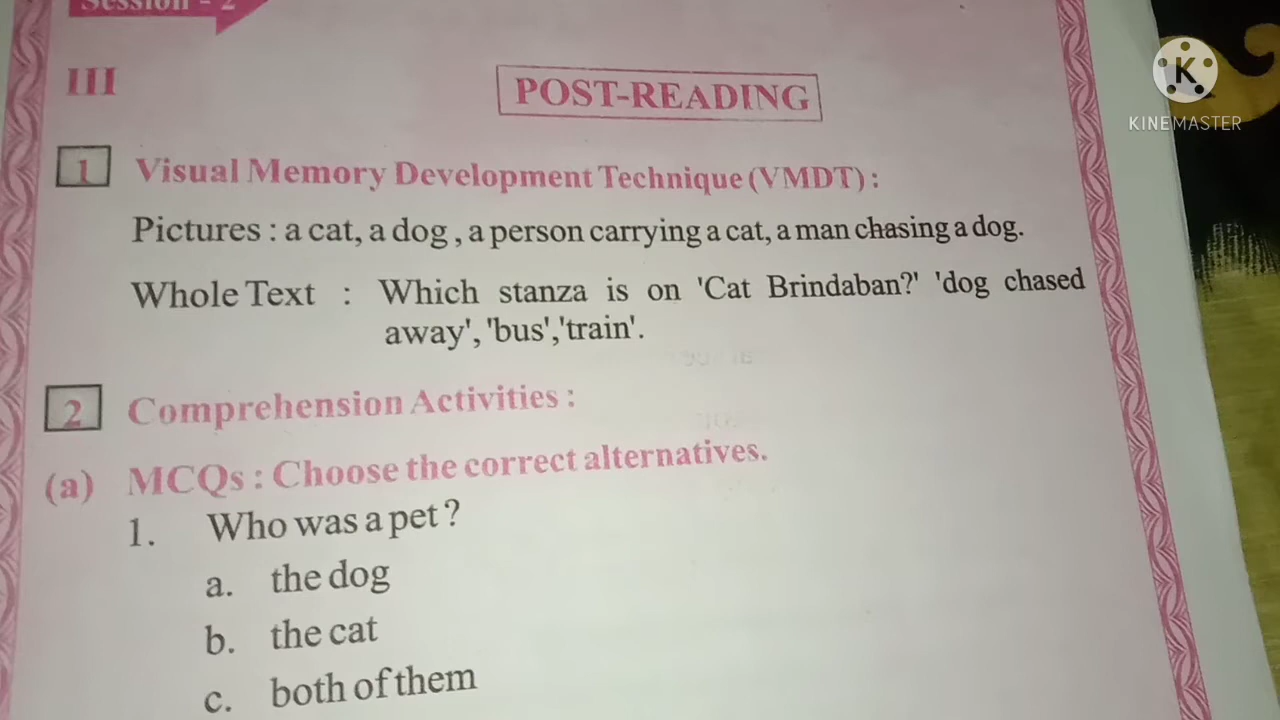 Session - 2
III
POST-READING
1 Visual Memory Development Technique (VMDT) :
Pictures : a cat, a dog , a person carrying a cat, a man chasing a dog.
Whole Text : Which stanza is on 'Cat Brindaban?' 'dog chased
away', 'bus','train'.
2 Comprehension Activities :
(a) MCQs : Choose the correct alternatives.
1. Who was a pet ?
a. the dog
b. the cat
c. both of them
K
KINEMASTER